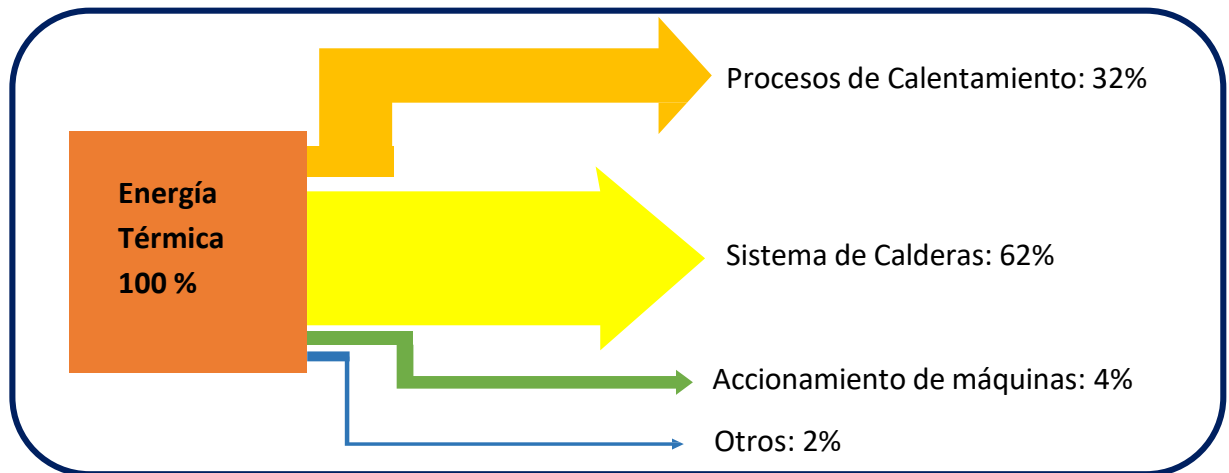 Procesos de Calentamiento: 32%
Energía
Térmica
100 %
Sistema de Calderas: 62%
Accionamiento de máquinas: 4%
Otros: 2%